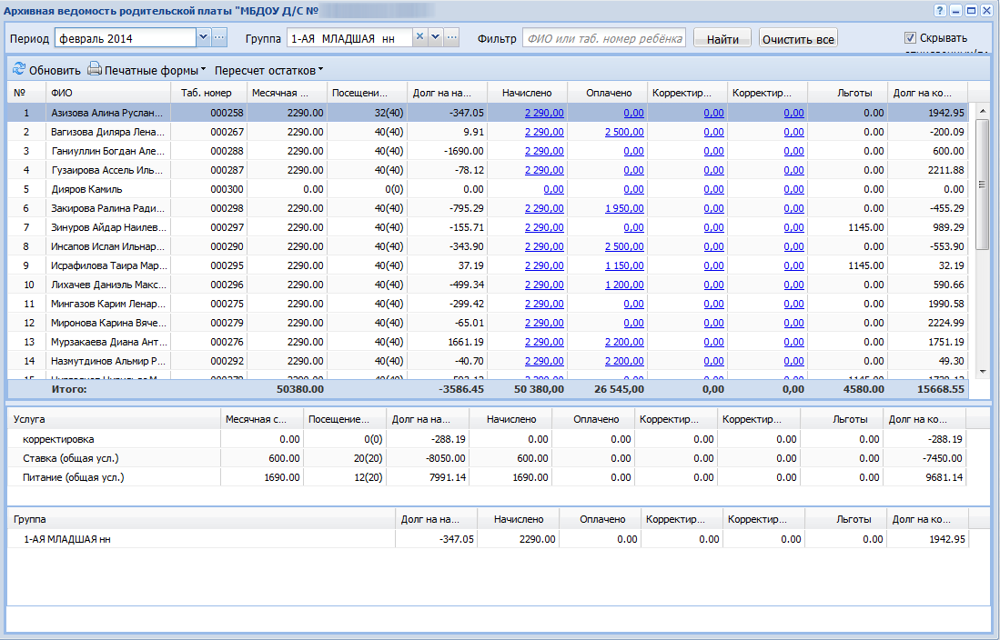 Архивная ведомость родительской платы "МБДОУ Д/С №
Период февраль 2014 Группа 1-АЯ МЛАДШАЯ нн Фильтр ФИО или таб. номер ребёнка Найти Очистить все Скрывать
Обновить Печатные формы Пересчет остатков
№ ФИО Таб. номер Месячная ... Посещени... Долг на на... Начислено Оплачено Корректир... Корректир... Льготы Долг на ко...
1 Азизова Алина Руслан... 000258 2290.00 32(40) -347.05 2 290,00 0,00 0,00 0,00 0.00 1942.95
2 Вагизова Диляра Лена... 000267 2290.00 40(40) 9.91 2 290,00 2 500,00 0,00 0,00 0.00 -200.09
3 Ганиуллин Богдан Але... 000288 2290.00 40(40) -1690.00 2 290,00 0,00 0,00 0,00 0.00 600.00
4 Гузаирова Ассель Иль... 000287 2290.00 40(40) -78.12 2 290,00 0,00 0,00 0,00 0.00 2211.88
5 Дияров Камиль 000300 0.00 0(0) 0.00 0,00 0,00 0,00 0,00 0.00 0.00
6 Закирова Ралина Ради... 000298 2290.00 40(40) -795.29 2 290,00 1 950,00 0,00 0,00 0.00 -455.29
7 Зинуров Айдар Наилев... 000297 2290.00 40(40) -155.71 2 290,00 0,00 0,00 0,00 1145.00 989.29
8 Инсапов Ислам Ильнар... 000290 2290.00 40(40) -343.90 2 290,00 2 500,00 0,00 0,00 0.00 -553.90
9 Исрафилова Таира Мар... 000295 2290.00 40(40) 37.19 2 290,00 1 150,00 0,00 0,00 1145.00 32.19
10 Лихачев Даниэль Макс... 000296 2290.00 40(40) -499.34 2 290,00 1 200,00 0,00 0,00 0.00 590.66
11 Мингазов Карим Ленар... 000275 2290.00 40(40) -299.42 2 290,00 0,00 0,00 0,00 0.00 1990.58
12 Миронова Карина Вяче... 000279 2290.00 40(40) -65.01 2 290,00 0,00 0,00 0,00 0.00 2224.99
13 Мурзакаева Диана Ант... 000276 2290.00 40(40) 1661.19 2 290,00 2 200,00 0,00 0,00 0.00 1751.19
14 Назмутдинов Альмир Р... 000292 2290.00 40(40) -40.70 2 290,00 2 200,00 0,00 0,00 0.00 49.30
Итого: 50380.00 -3586.45 50 380,00 26 545,00 0,00 0,00 4580.00 15668.55
Услуга Месячная с... Посещение... Долг на на... Начислено Оплачено Корректир... Корректир... Льготы Долг на ко...
корректировка 0.00 0(0) -288.19 0.00 0.00 0.00 0.00 0.00 -288.19
Ставка (общая усл.) 600.00 20(20) -8050.00 600.00 0.00 0.00 0.00 0.00 -7450.00
Питание (общая усл.) 1690.00 12(20) 7991.14 1690.00 0.00 0.00 0.00 0.00 9681.14
Группа Долг на на... Начислено Оплачено Корректир... Корректир... Льготы Долг на ко...
1-АЯ МЛАДШАЯ нн -347.05 2290.00 0.00 0.00 0.00 0.00 1942.95